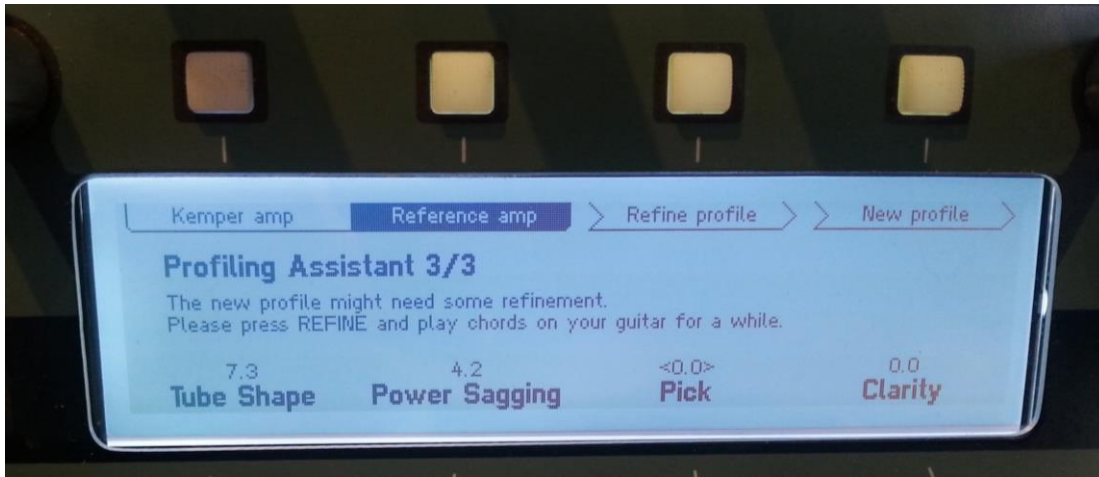 Kemper amp Reference amp Refine profile New profile
Profiling Assistant 3/3
The new profile might need some refinement.
Please press REFINE and play chords on your guitar for a while.
7.3 4.2 <0.0> 0.0
Tube Shape Power Sagging Pick Clarity